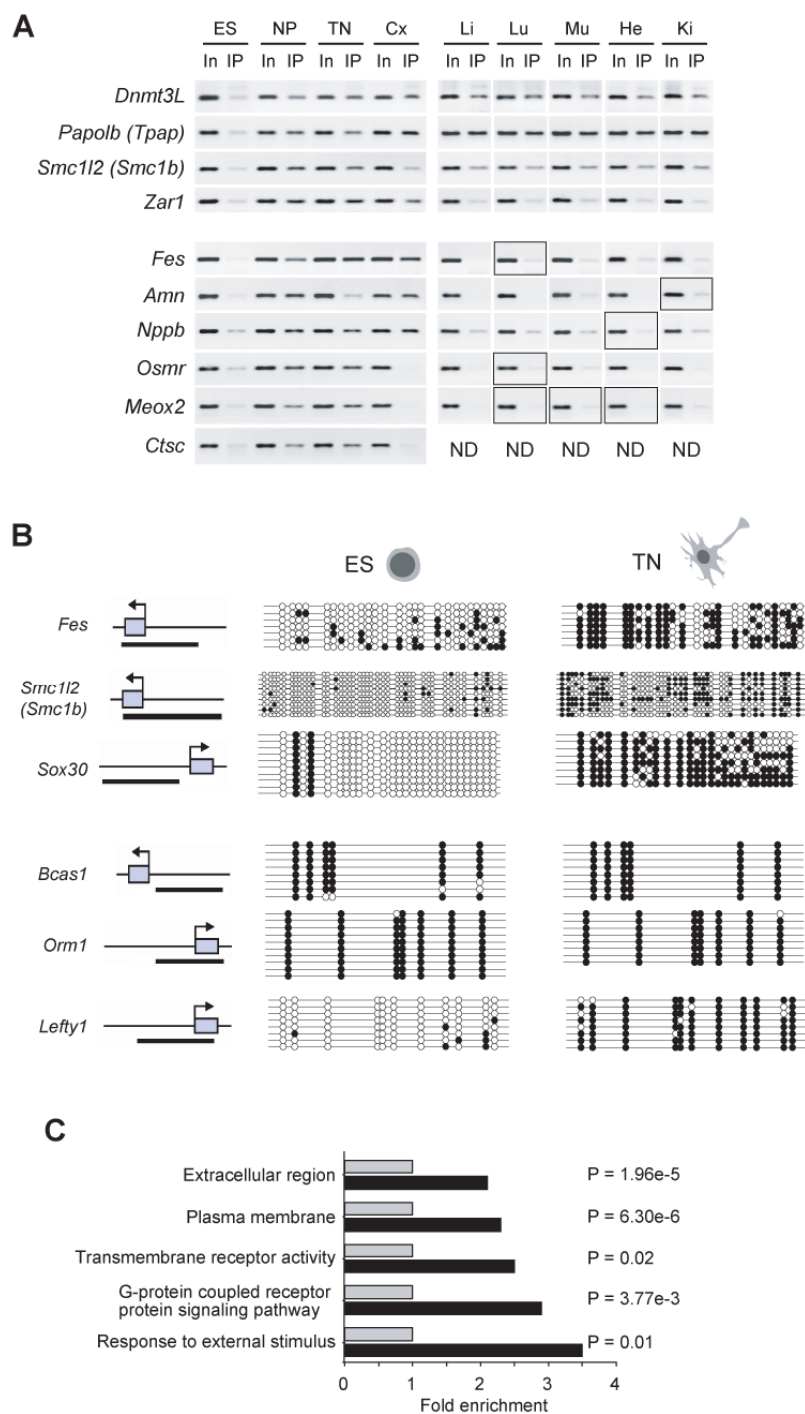 A
ES NP TN Cx Li Lu Mu He Ki
In IP In IP In IP In IP In IP In IP In IP In IP In IP
Dnmt3L
Papolb (Tpap)
Smc1l2 (Smc1b)
Zar1
Fes
Amn
Nppb
Osmr
Meox2
Ctsc ND ND ND ND ND
B
ES TN
Fes
Smc1l2
(Smc1b)
Sox30
Bcas1
Orm1
Lefty1
C
Extracellular region P = 1.96e-5
Plasma membrane P = 6.30e-6
Transmembrane receptor activity P = 0.02
G-protein coupled receptor
protein signaling pathway P = 3.77e-3
Response to external stimulus P = 0.01
0 1 2 3 4
Fold enrichment